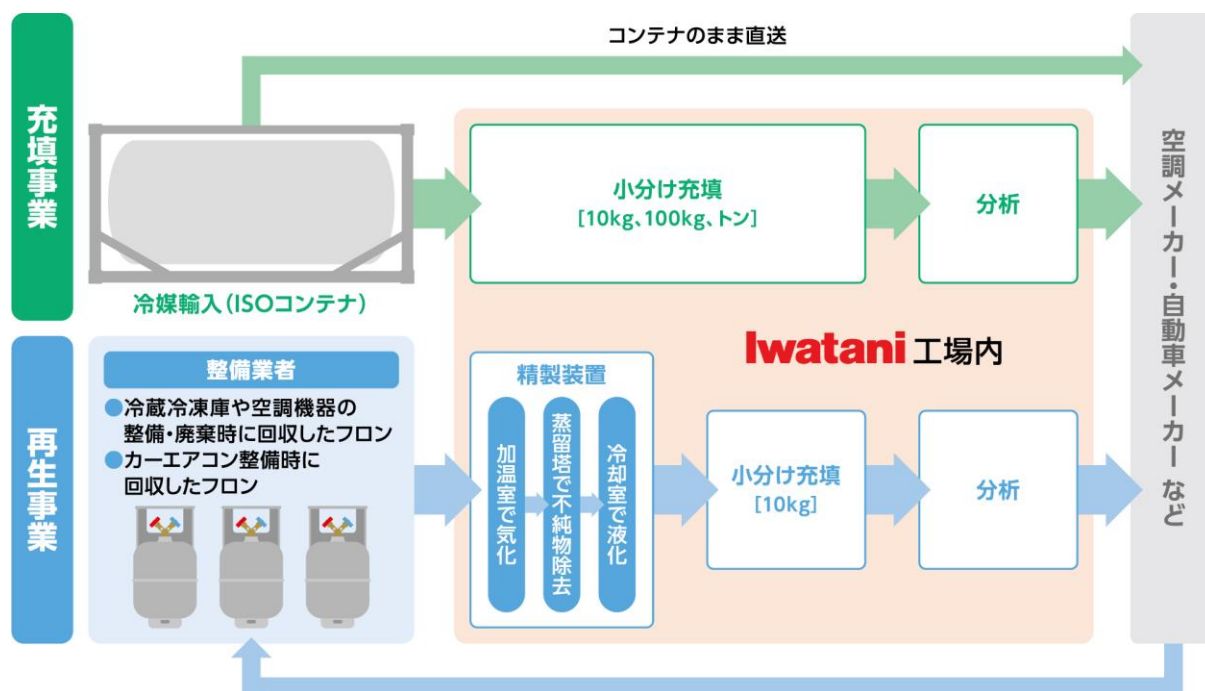 コンテナのまま直送
充填事業
冷媒輸入(ISOコンテナ)
小分け充填
[10kg、100kg、トン]
分析
空調メーカー・自動車メーカー など
Iwatani 工場内
再生事業
整備業者
●冷蔵冷凍庫や空調機器の
整備・廃棄時に回収したフロン
●カーエアコン整備時に
回収したフロン
精製装置
加温室で気化
蒸留塔で不純物除去
冷却室で液化
小分け充填
[10kg]
分析